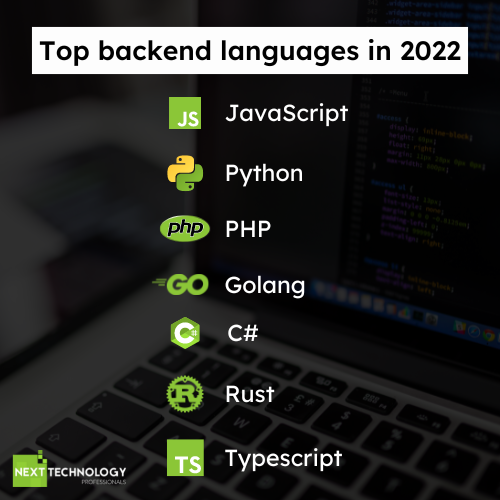 Top backend languages in 2022
JS JavaScript
Python
php PHP
GO Golang
C# C#
R Rust
TS Typescript
NEXT TECHNOLOGY
PROFESSIONALS